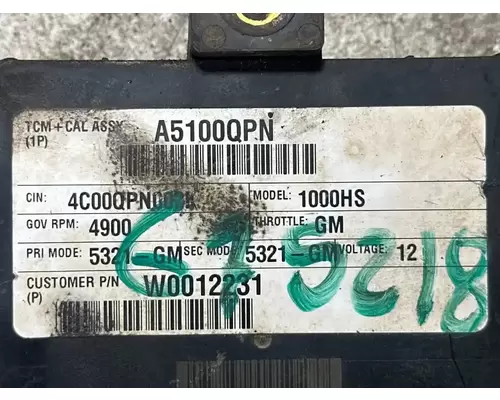 TCM + CAL ASSY A5100QPN
(1P)
CIN: 4C00QPN MODEL: 1000HS
GOV RPM: 4900 THROTTLE: GM
PRI MODE: 5321-GM SEC MODE: 5321-GM VOLTAGE: 12
CUSTOMER P/N W0012231
(P)
675218